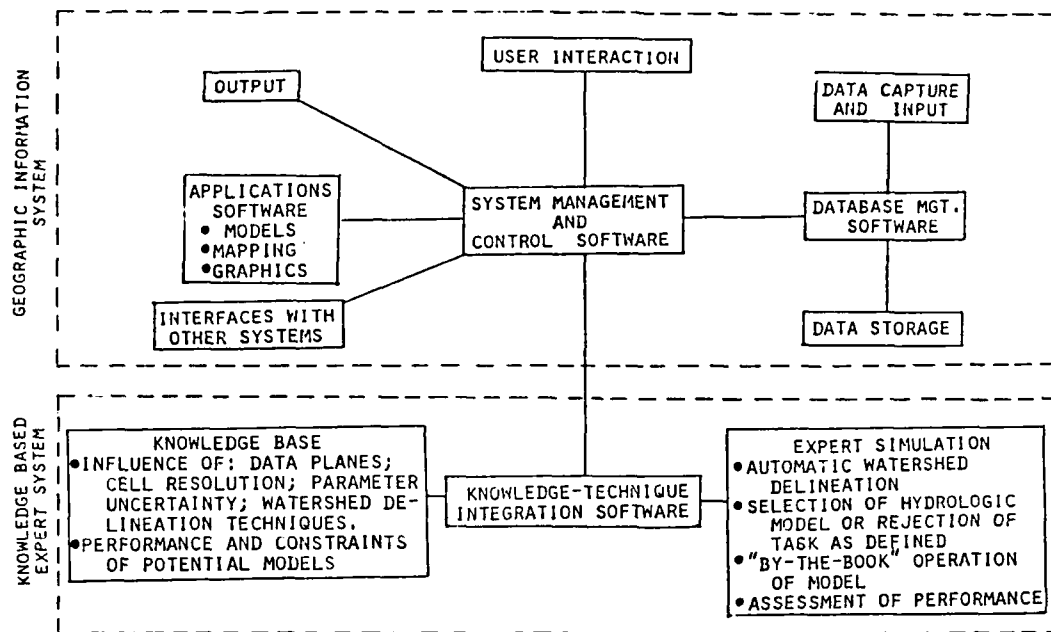 GEOGRAPHIC INFORMATION
SYSTEM
OUTPUT
USER INTERACTION
DATA CAPTURE
AND INPUT
APPLICATIONS
SOFTWARE
• MODELS
•MAPPING
•GRAPHICS
SYSTEM MANAGEMENT
AND
CONTROL SOFTWARE
DATABASE MGT.
SOFTWARE
INTERFACES WITH
OTHER SYSTEMS
DATA STORAGE
KNOWLEDGE BASED
EXPERT SYSTEM
KNOWLEDGE BASE
•INFLUENCE OF: DATA PLANES;
CELL RESOLUTION; PARAMETER
UNCERTAINTY; WATERSHED DE-
LINEATION TECHNIQUES.
•PERFORMANCE AND CONSTRAINTS
OF POTENTIAL MODELS
KNOWLEDGE-TECHNIQUE
INTEGRATION SOFTWARE
EXPERT SIMULATION
•AUTOMATIC WATERSHED
DELINEATION
•SELECTION OF HYDROLOGIC
MODEL OR REJECTION OF
TASK AS DEFINED
•"BY-THE-BOOK" OPERATION
OF MODEL
•ASSESSMENT OF PERFORMANCE